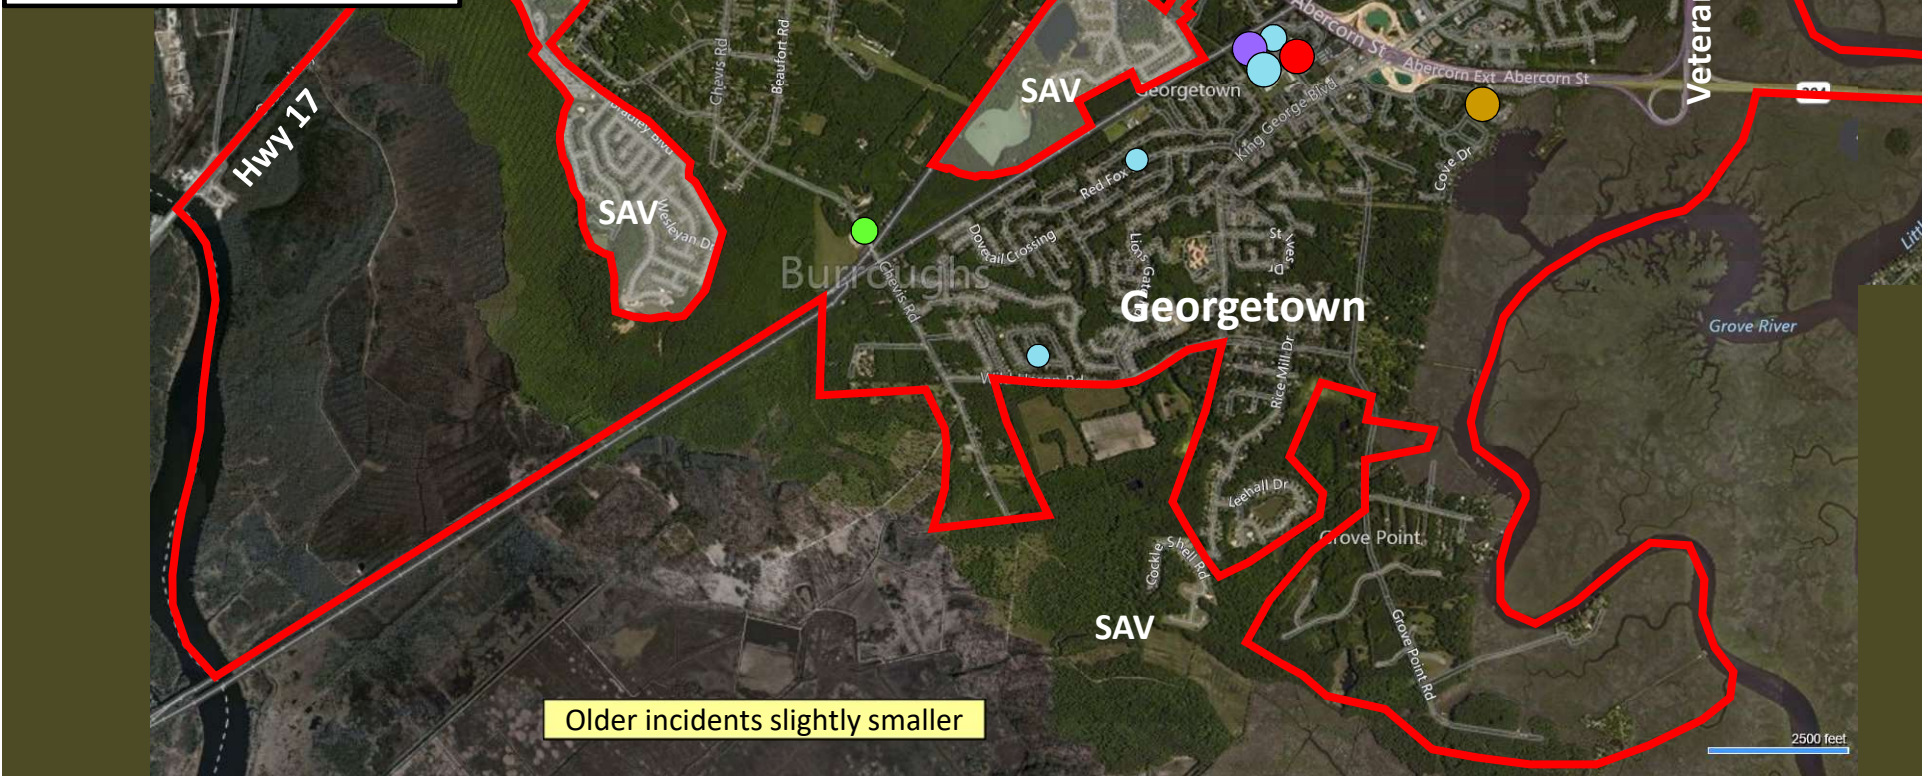 Hwy 17
Chevis Rd
Beaufort Rd
Bradley Blvd
SAV
Wesleyan Dr
SAV
Georgetown
Abercorn St
Abercorn Ext
Abercorn St
Vetera
King George Blvd
Cove Dr
Red Fox
Dovetail Crossing
St Ives Dr
Burroughs
Chevis Rd
Georgetown
Grove River
Rice Mill Dr
Leehall Dr
Grove Point
Cockle Shell Rd
SAV
Grove Point Rd
Older incidents slightly smaller
2500 feet